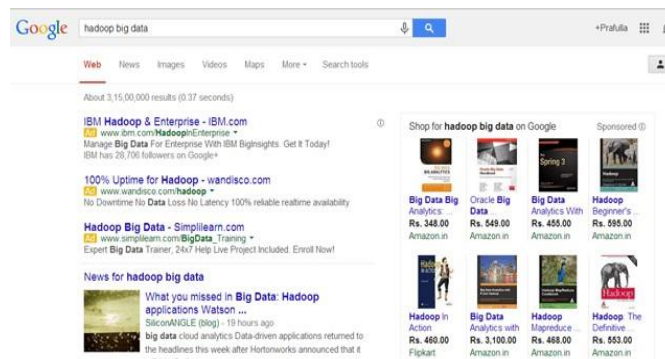 Google
hadoop big data
+Prafulla
Web News Images Videos Maps More Search tools
About 3,15,00,000 results (0.37 seconds)
IBM Hadoop & Enterprise - IBM.com
Ad www.ibm.com/HadoopInEnterprise
Manage Big Data For Enterprise With IBM BigInsights. Get It Today!
IBM has 28,706 followers on Google+
100% Uptime for Hadoop - wandisco.com
Ad www.wandisco.com/hadoop
No Downtime No Data Loss No Latency 100% reliable realtime availability
Hadoop Big Data - Simplilearn.com
Ad www.simplilearn.com/BigData_Training
Expert Big Data Trainer, 24x7 Help Live Project Included. Enroll Now!
News for hadoop big data
What you missed in Big Data: Hadoop
applications Watson ...
SiliconANGLE (blog) - 19 hours ago
big data cloud analytics Data-driven applications returned to
the headlines this week after Hortonworks announced that it
Shop for hadoop big data on Google Sponsored
Spring 3
Hadoop
Big Data Big Analytics: ...
Rs. 348.00
Amazon.in
Oracle Big Data ...
Rs. 549.00
Amazon.in
Big Data Analytics With
Rs. 455.00
Amazon.in
Hadoop Beginner's ...
Rs. 595.00
Amazon.in
HADOOP IN ACTION
Hadoop
Hadoop In Action
Rs. 460.00
Flipkart
Big Data Analytics with
Rs. 3,100.00
Amazon.in
Hadoop Mapreduce ...
Rs. 468.00
Amazon.in
Hadoop: The Definitive ...
Rs. 553.00
Amazon.in